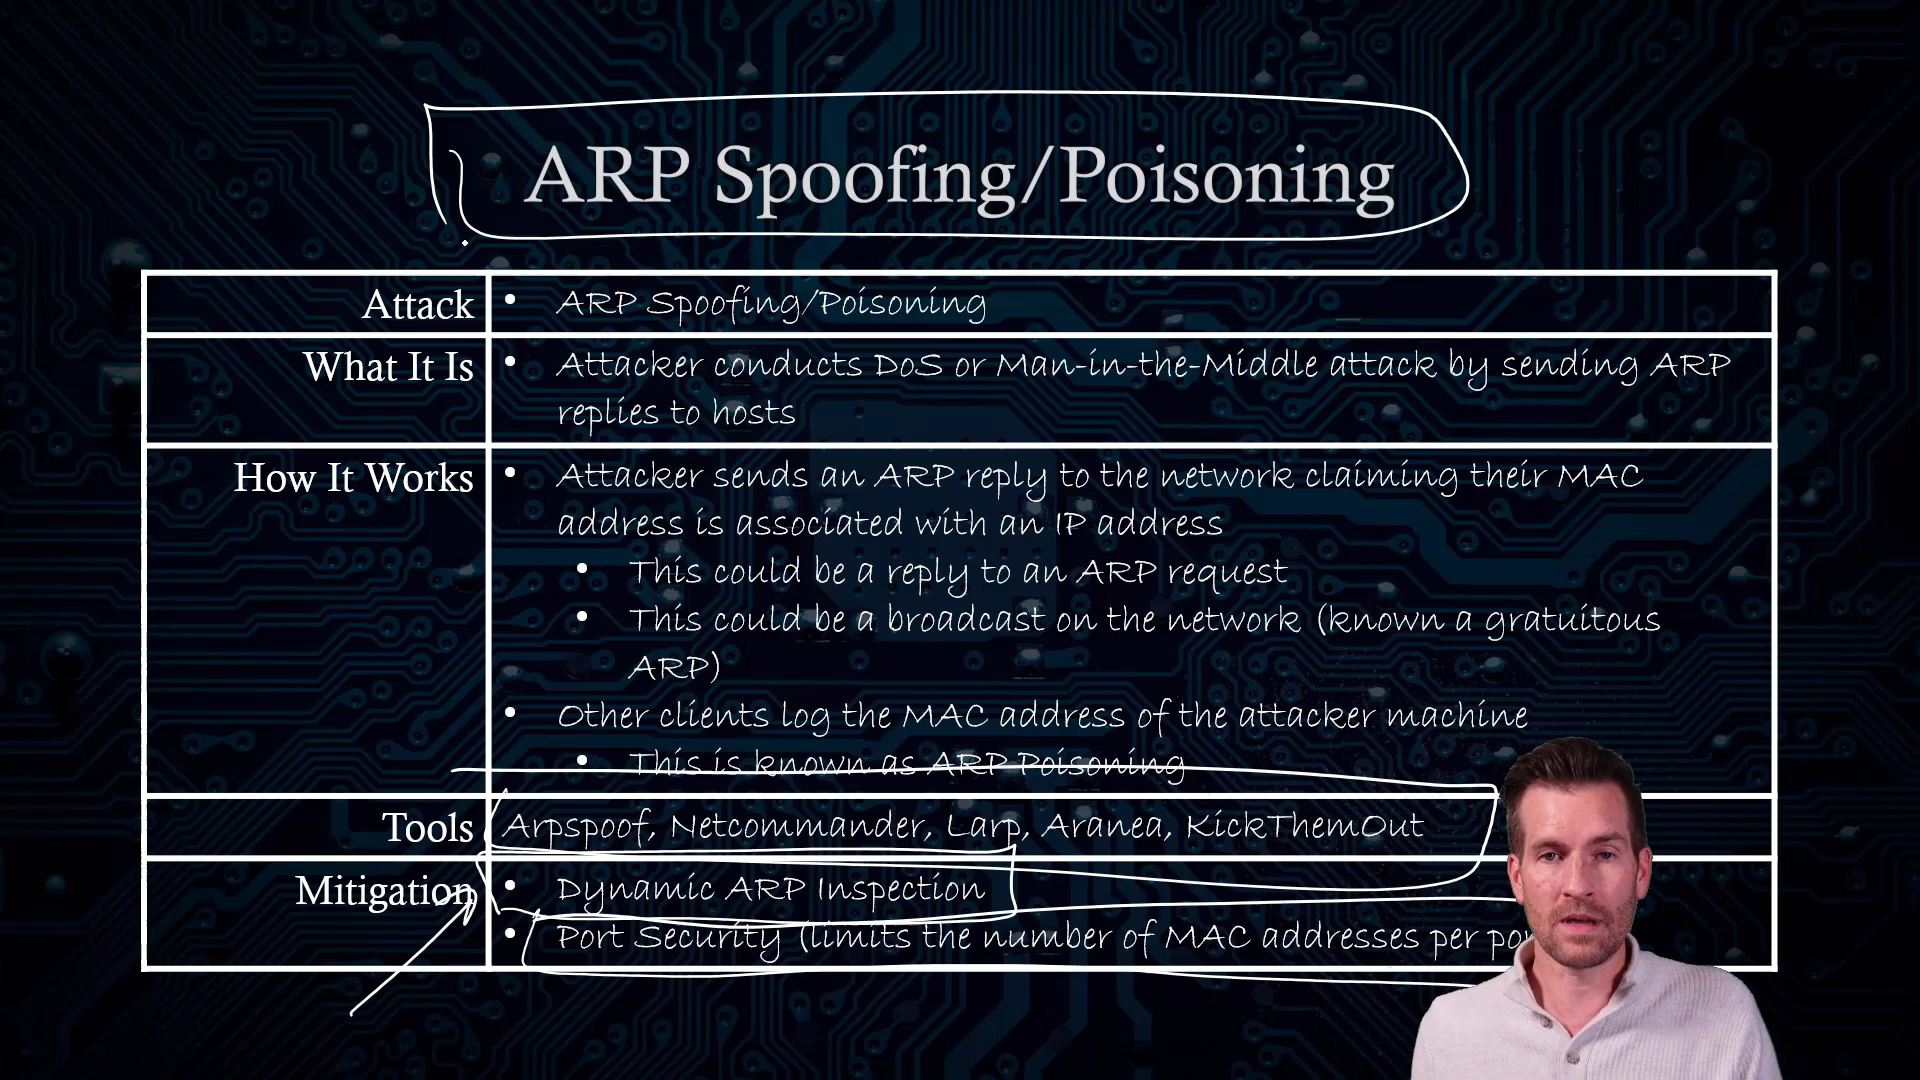 ARP Spoofing/Poisoning
Attack
• ARP Spoofing/Poisoning
What It Is
• Attacker conducts DoS or Man-in-the-Middle attack by sending ARP
replies to hosts
How It Works
• Attacker sends an ARP reply to the network claiming their MAC
address is associated with an IP address
• This could be a reply to an ARP request
• This could be a broadcast on the network (known a gratuitous
ARP)
• Other clients log the MAC address of the attacker machine
• This is known as ARP Poisoning
Tools
Arpspoof, Netcommander, Larp, Aranea, KickThemOut
Mitigation
• Dynamic ARP Inspection
• Port Security (limits the number of MAC addresses per